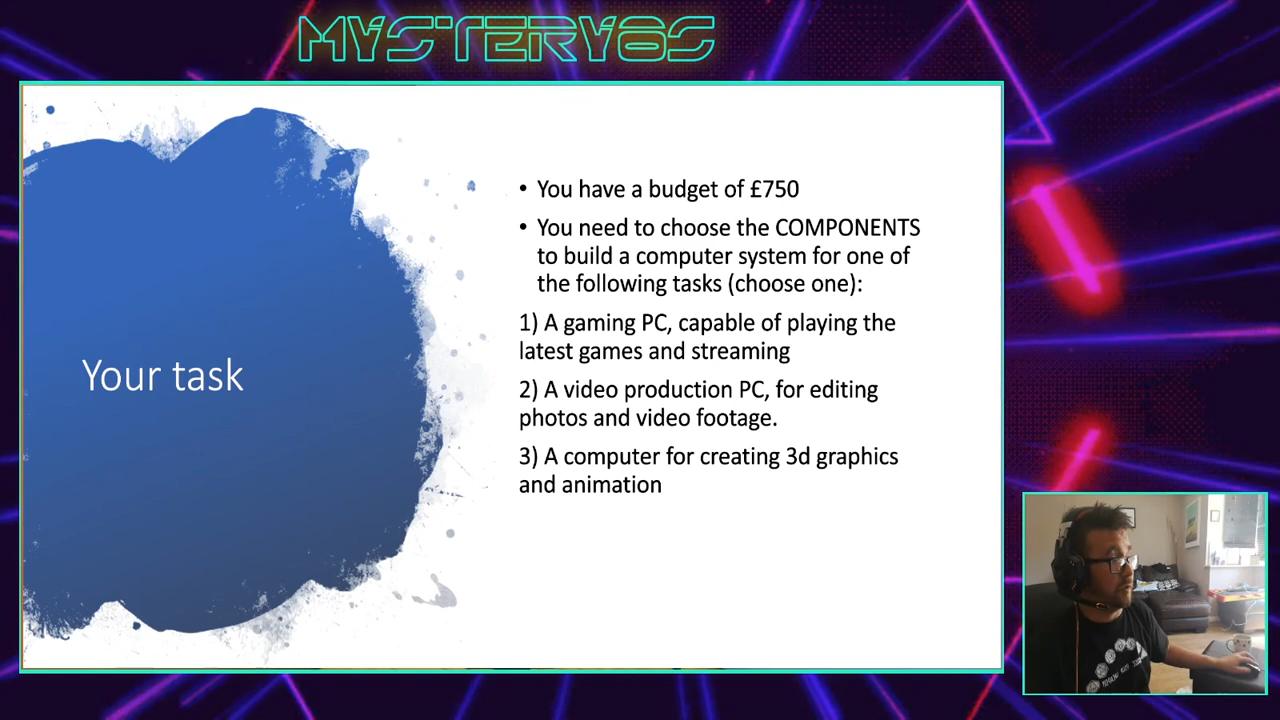 MYSTERY8S
Your task
• You have a budget of £750
• You need to choose the COMPONENTS
to build a computer system for one of
the following tasks (choose one):
1) A gaming PC, capable of playing the
latest games and streaming
2) A video production PC, for editing
photos and video footage.
3) A computer for creating 3d graphics
and animation